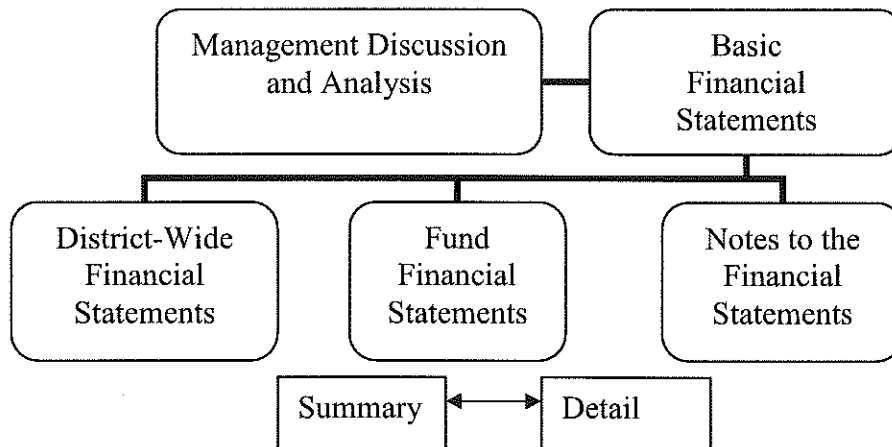 Management Discussion
and Analysis
Basic
Financial
Statements
District-Wide
Financial
Statements
Fund
Financial
Statements
Notes to the
Financial
Statements
Summary
Detail